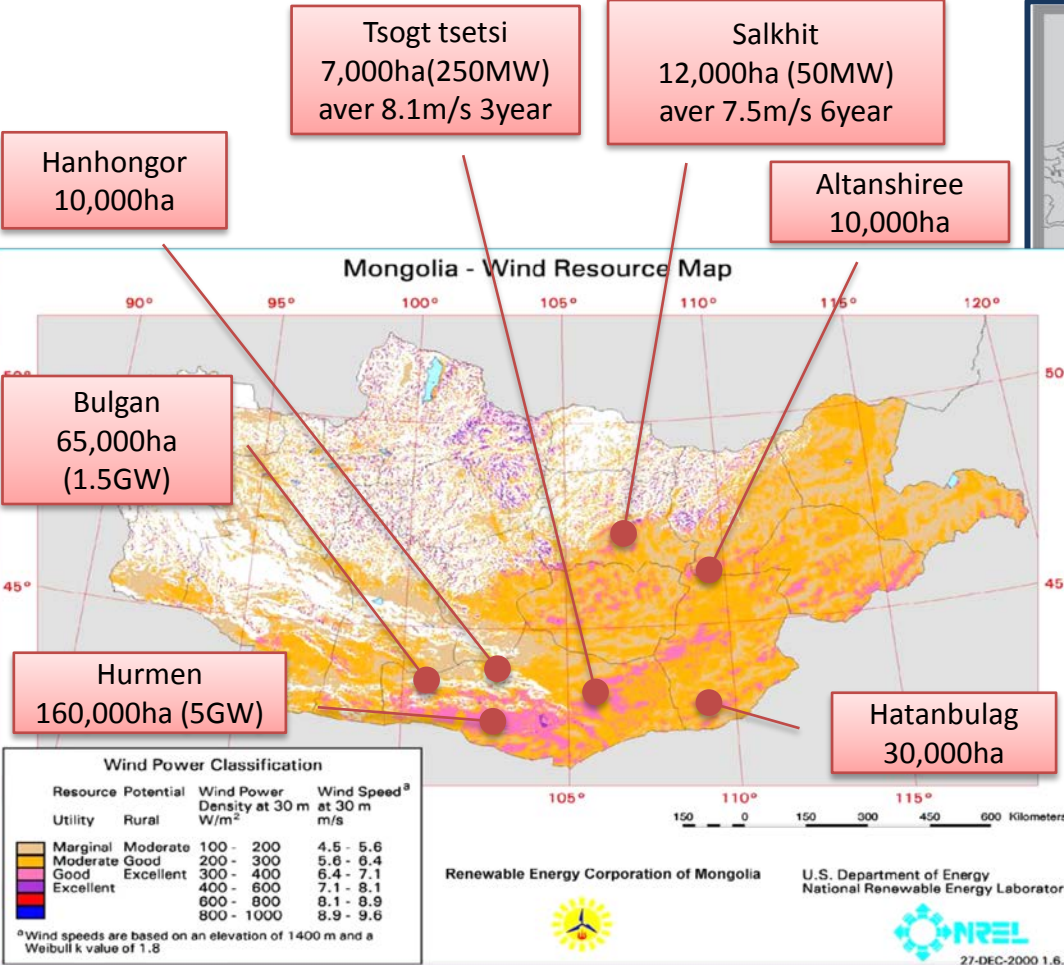 Tsogt tsetsi
7,000ha(250MW)
aver 8.1m/s 3year
Salkhit
12,000ha (50MW)
aver 7.5m/s 6year
Hanhongor
10,000ha
Altanshiree
10,000ha
Mongolia - Wind Resource Map
90° 95° 100° 105° 110° 115° 120°
50°
Bulgan
65,000ha
(1.5GW)
45° 45°
Hurmen
160,000ha (5GW)
Hatanbulag
30,000ha
105° 110° 115°
150 0 150 300 450 600 Kilometers
Wind Power Classification
Resource Potential Wind Power Wind Speed a
Density at 30 m at 30 m
Utility Rural W/m² m/s
Marginal Moderate 100 - 200 4.5 - 5.6
Moderate Good 200 - 300 5.6 - 6.4
Good Excellent 300 - 400 6.4 - 7.1
Excellent 400 - 600 7.1 - 8.1
600 - 800 8.1 - 8.9
800 - 1000 8.9 - 9.6
a Wind speeds are based on an elevation of 1400 m and a
Weibull k value of 1.8
Renewable Energy Corporation of Mongolia
U.S. Department of Energy
National Renewable Energy Laborator
NREL
27-DEC-2000 1.6